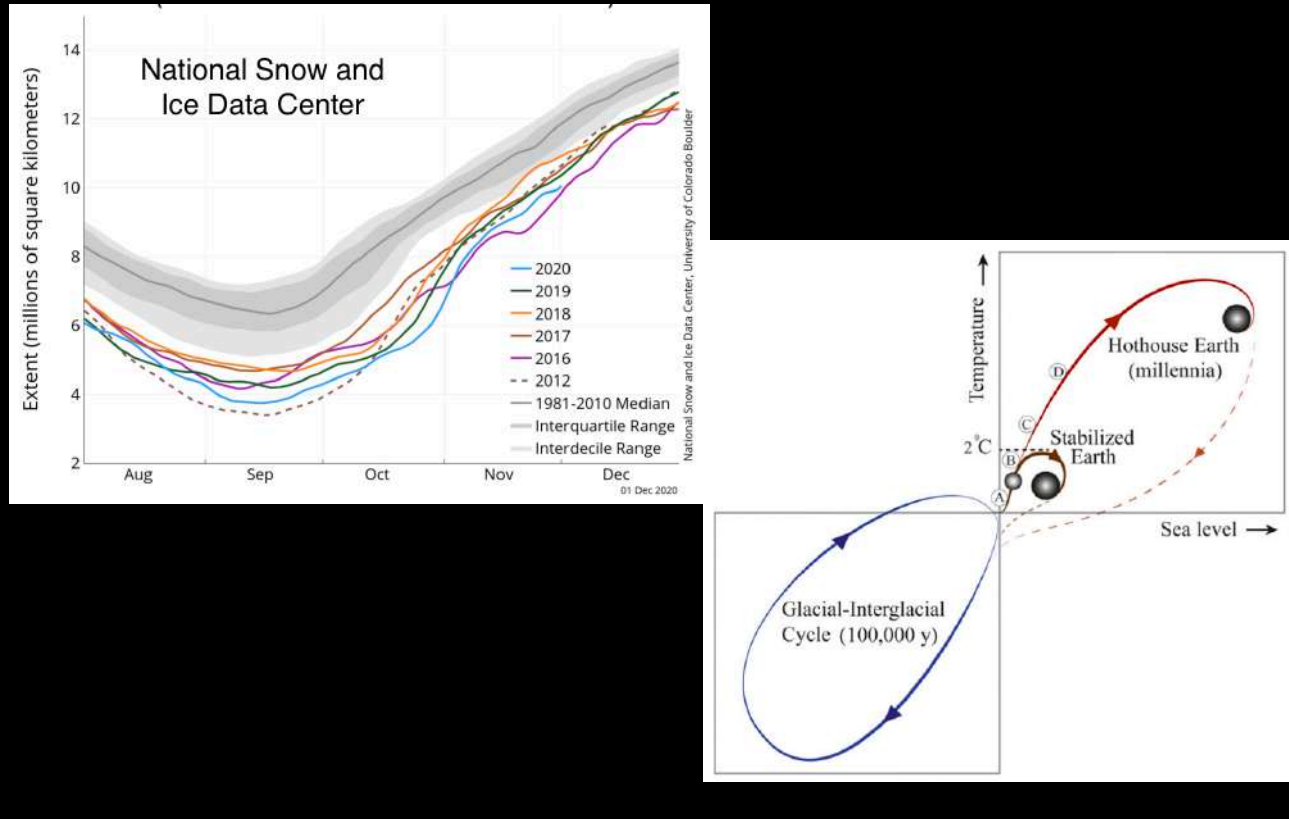 National Snow and
Ice Data Center
Extent (millions of square kilometers)
14
12
10
8
6
4
2
Aug
Sep
Oct
Nov
Dec
01 Dec 2020
2020
2019
2018
2017
2016
2012
1981-2010 Median
Interquartile Range
Interdecile Range
National Snow and Ice Data Center, University of Colorado Boulder
Temperature
Hothouse Earth
(millennia)
D
C
2°C
Stabilized
Earth
B
A
Sea level
Glacial-Interglacial
Cycle (100,000 y)